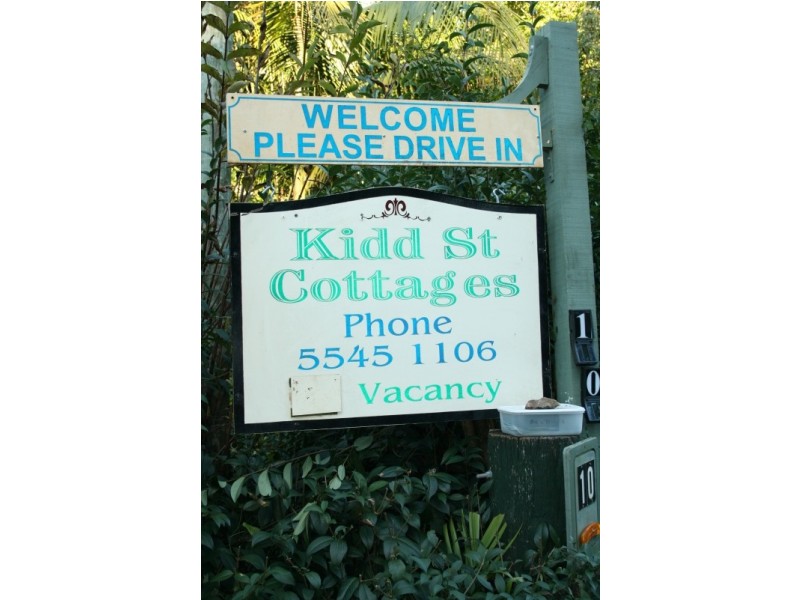 WELCOME
PLEASE DRIVE IN
Kidd St
Cottages
Phone
5545 1106
Vacancy
1
0
10